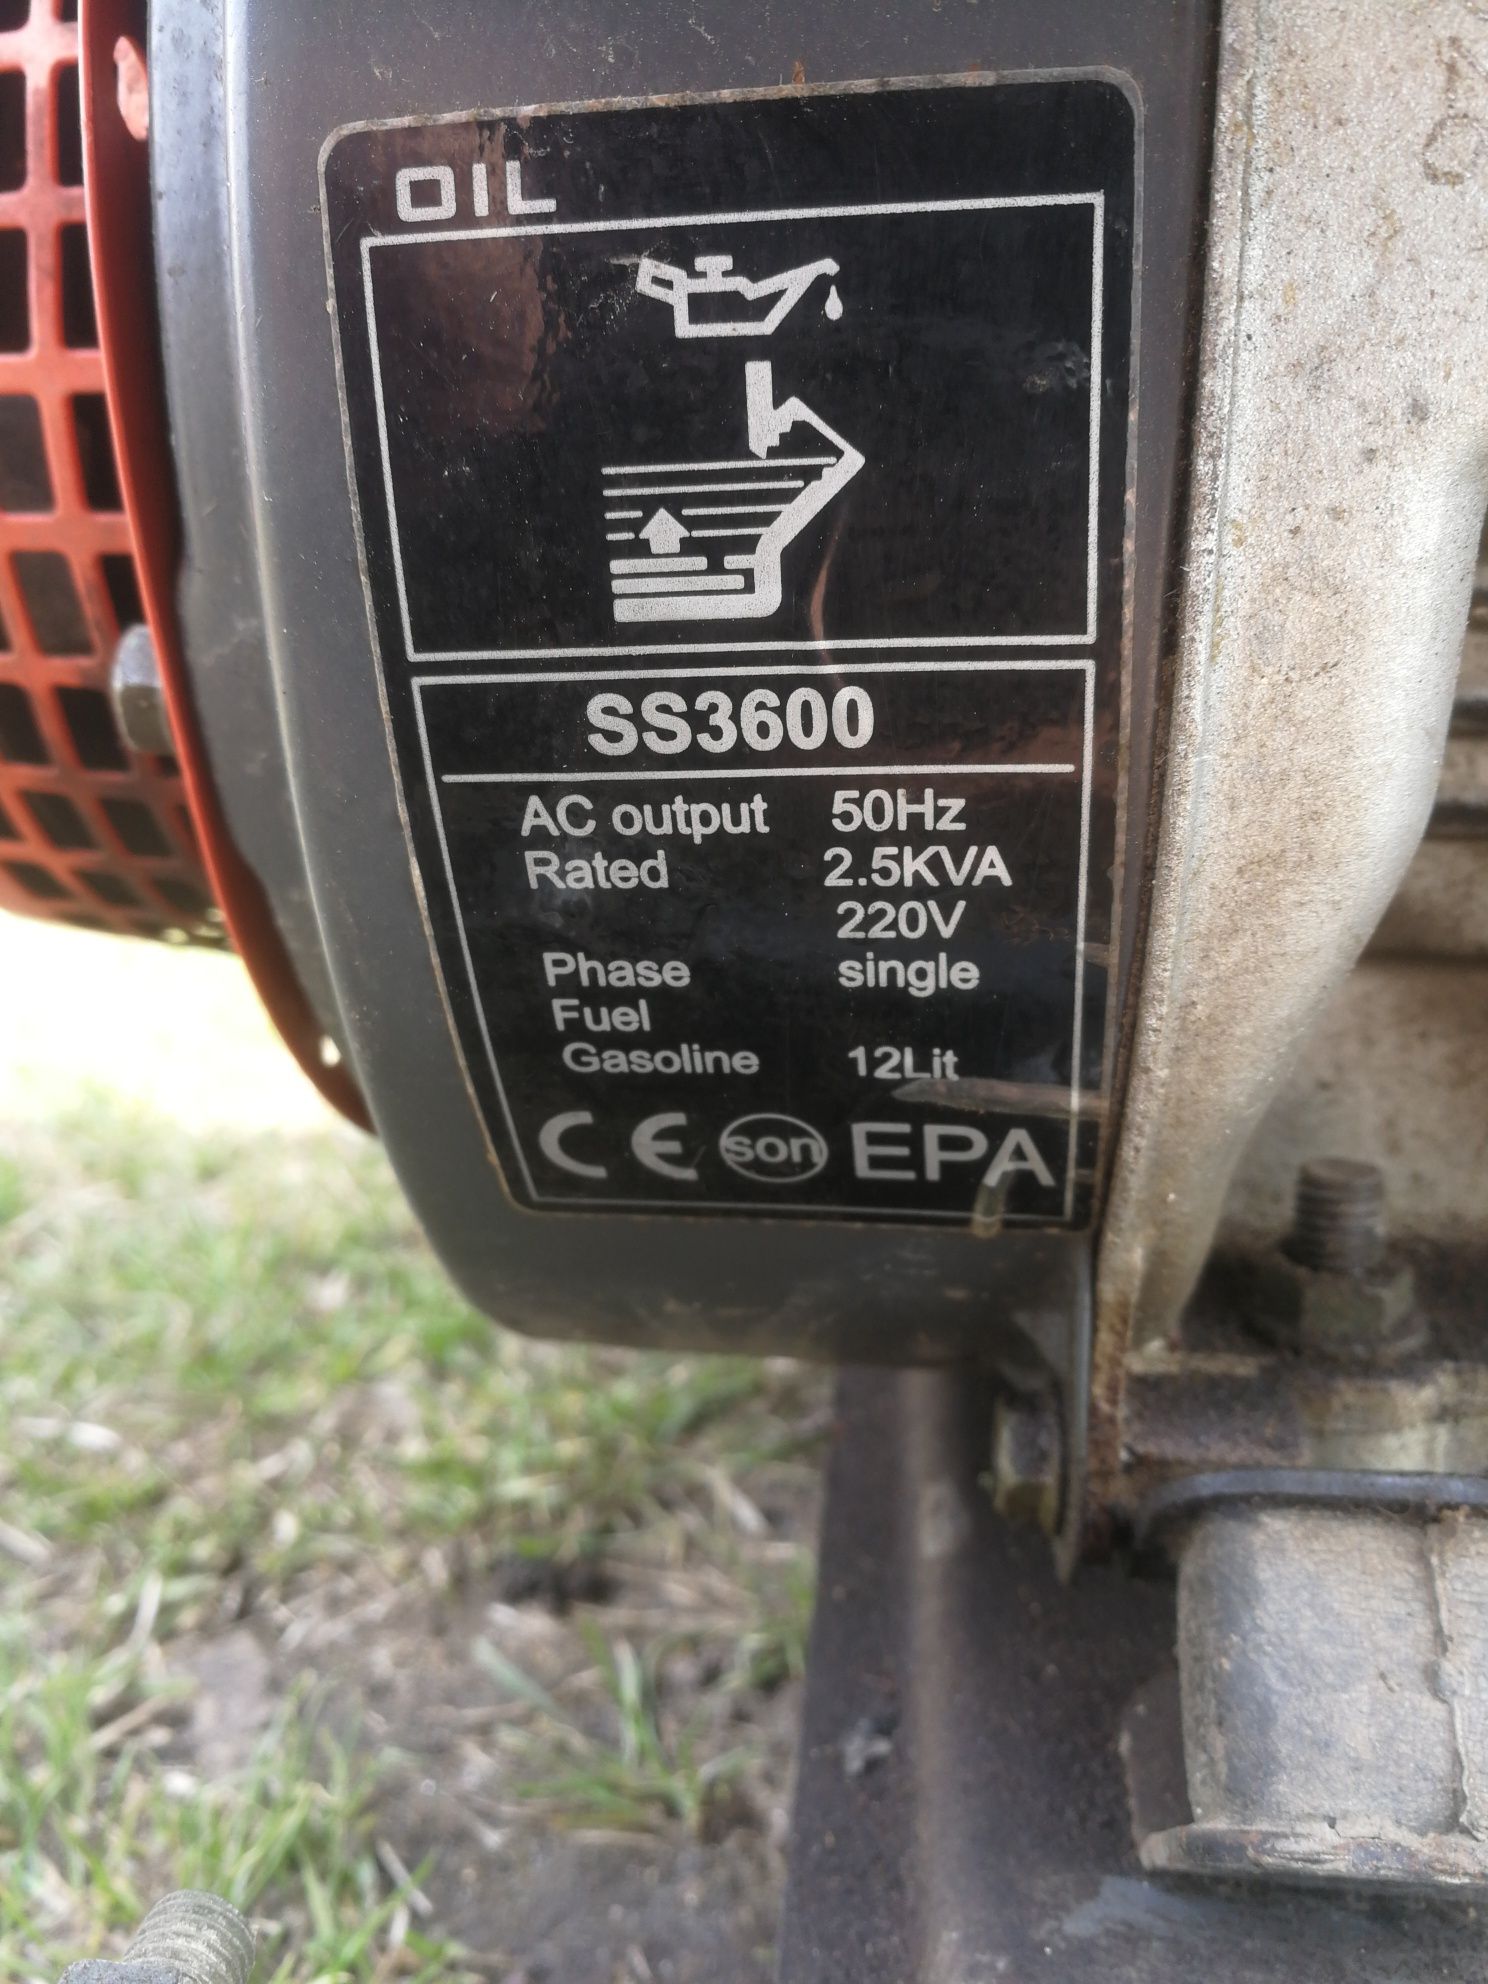 OIL
SS3600
AC output 50Hz
Rated 2.5KVA
220V
Phase single
Fuel
Gasoline 12Lit
CE son EPA